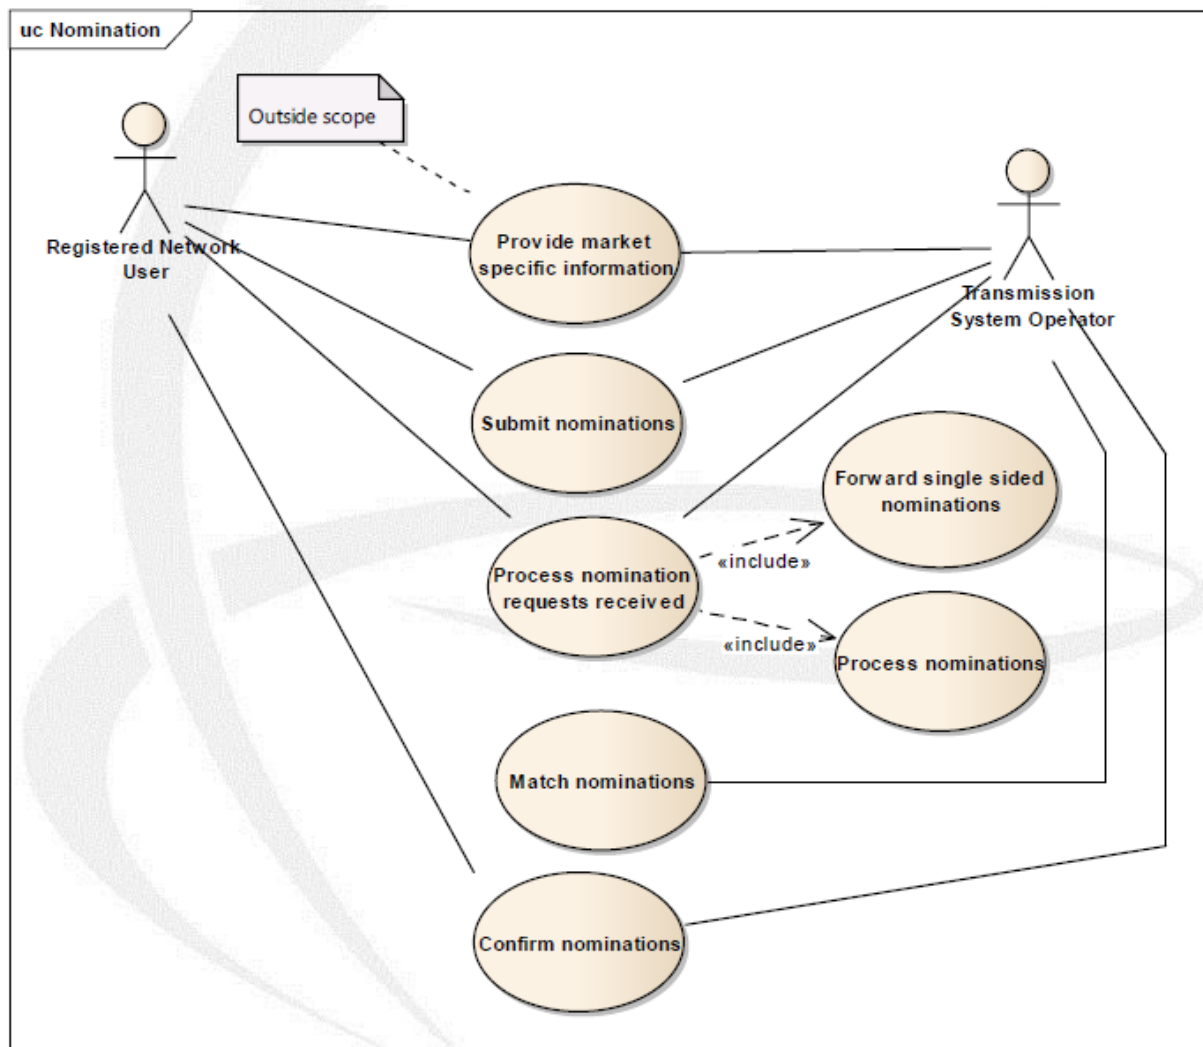 uc Nomination
Outside scope
Registered Network
User
Provide market
specific information
Transmission
System Operator
Submit nominations
Forward single sided
nominations
«include»
Process nomination
requests received
«include»
Process nominations
Match nominations
Confirm nominations